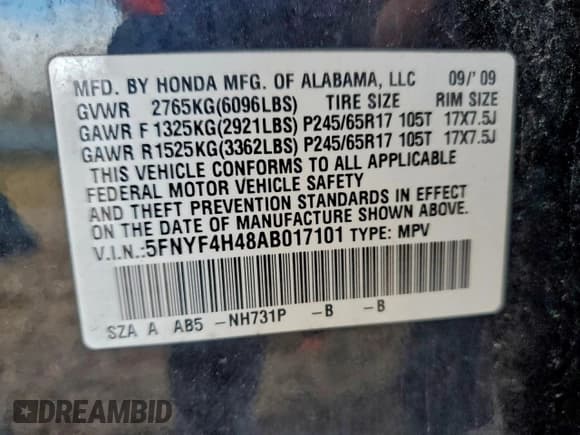 MFD. BY HONDA MFG. OF ALABAMA, LLC 09/' 09
GVWR 2765KG(6096LBS) TIRE SIZE RIM SIZE
GAWR F 1325KG(2921LBS) P245/65R17 105T 17X7.5J
GAWR R1525KG(3362LBS) P245/65R17 105T 17X7.5J
THIS VEHICLE CONFORMS TO ALL APPLICABLE
FEDERAL MOTOR VEHICLE SAFETY
AND THEFT PREVENTION STANDARDS IN EFFECT
ON THE DATE OF MANUFACTURE SHOWN ABOVE.
V.I.N.:5FNYF4H48AB017101 TYPE: MPV
SZA A AB5 -NH731P -B -B
DREAMBID